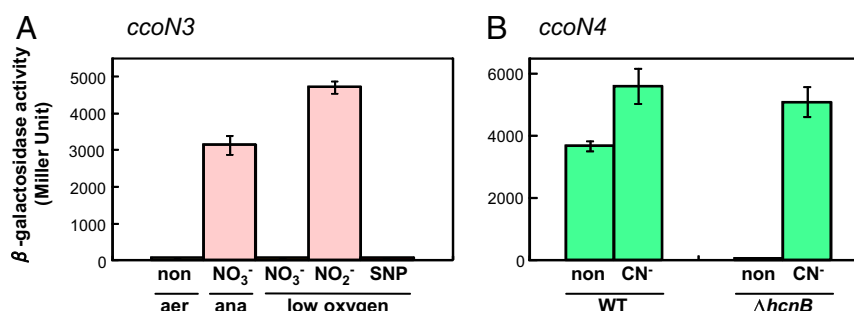 A ccoN3
β-galactosidase activity
(Miller Unit)
5000
4000
3000
2000
1000
0
non NO₃⁻ NO₃⁻ NO₂⁻ SNP
aer ana low oxygen
B ccoN4
6000
4000
2000
0
non CN⁻ non CN⁻
WT ΔhcnB